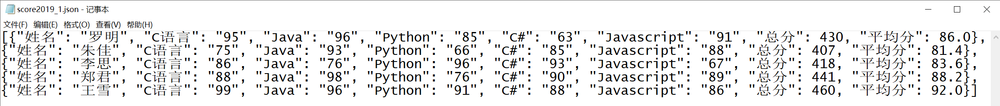 score2019_1.json - 记事本
文件(F) 编辑(E) 格式(O) 查看(V) 帮助(H)
[{"姓名": "罗明", "C语言": "95", "Java": "96", "Python": "85", "C#": "63", "Javascript": "91", "总分": 430, "平均分": 86.0},
{"姓名": "朱佳", "C语言": "75", "Java": "93", "Python": "66", "C#": "85", "Javascript": "88", "总分": 407, "平均分": 81.4},
{"姓名": "李思", "C语言": "86", "Java": "76", "Python": "96", "C#": "93", "Javascript": "67", "总分": 418, "平均分": 83.6},
{"姓名": "郑君", "C语言": "88", "Java": "98", "Python": "76", "C#": "90", "Javascript": "89", "总分": 441, "平均分": 88.2},
{"姓名": "王雪", "C语言": "99", "Java": "96", "Python": "91", "C#": "88", "Javascript": "86", "总分": 460, "平均分": 92.0}]